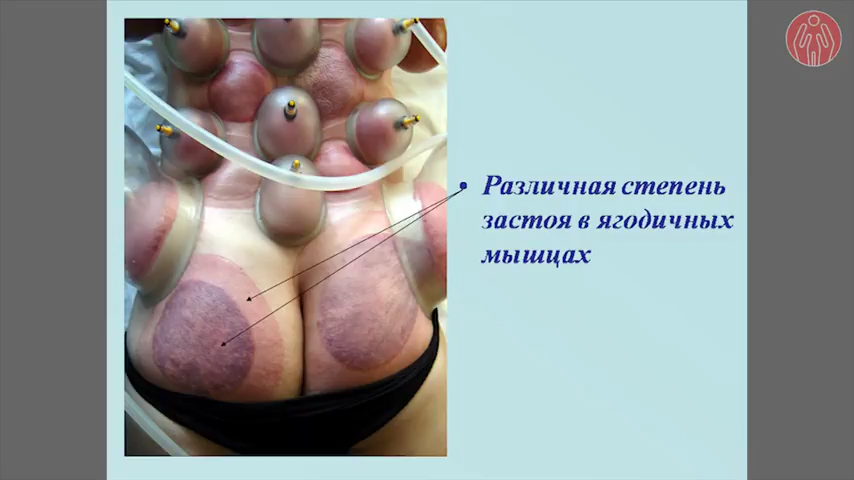 Различная степень
застоя в ягодичных
мышцах